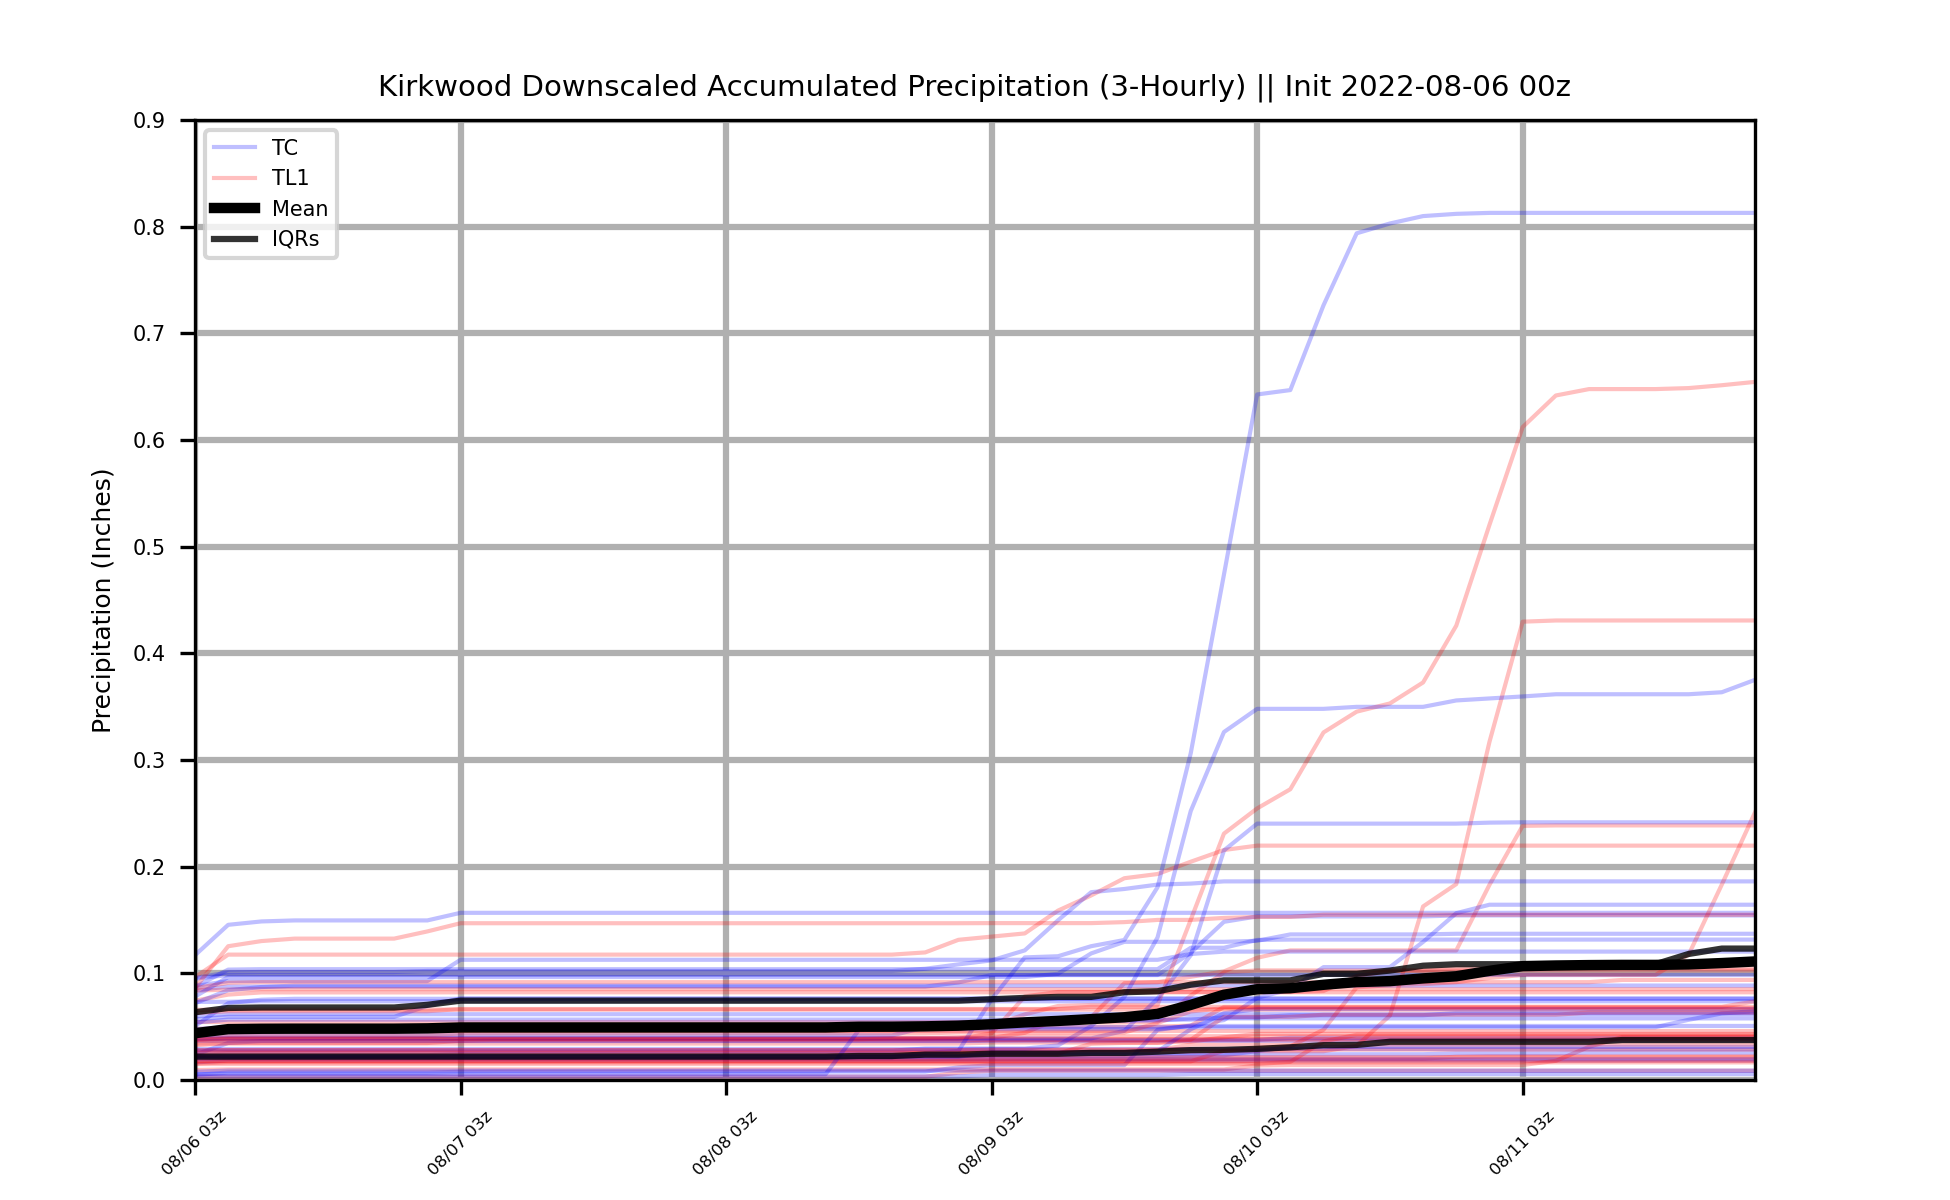 Kirkwood Downscaled Accumulated Precipitation (3-Hourly) || Init 2022-08-06 00z
TC
TL1
Mean
IQRs
Precipitation (Inches)
0.9
0.8
0.7
0.6
0.5
0.4
0.3
0.2
0.1
0.0
08/06 03z
08/07 03z
08/08 03z
08/09 03z
08/10 03z
08/11 03z